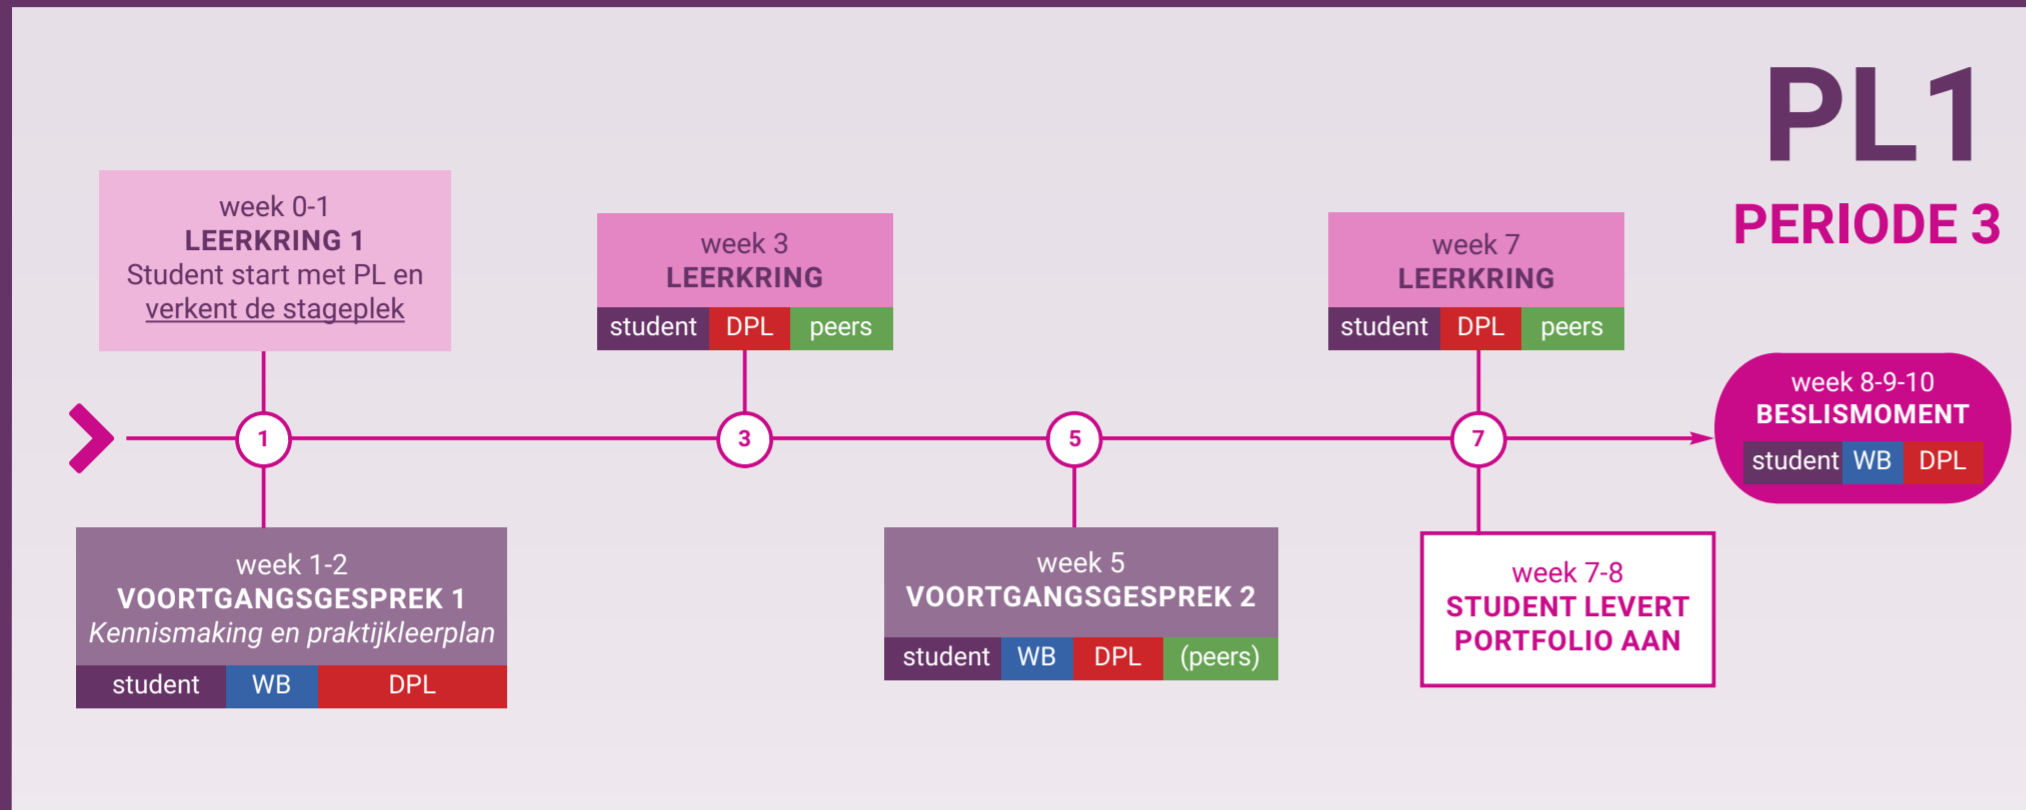 PL1
PERIODE 3
week 0-1
LEERKRING 1
Student start met PL en
verkent de stageplek
week 3
LEERKRING
student DPL peers
week 7
LEERKRING
student DPL peers
1
3
5
7
week 8-9-10
BESLISMOMENT
student WB DPL
week 1-2
VOORTGANGSGESPREK 1
Kennismaking en praktijkleerplan
student WB DPL
week 5
VOORTGANGSGESPREK 2
student WB DPL (peers)
week 7-8
STUDENT LEVERT
PORTFOLIO AAN